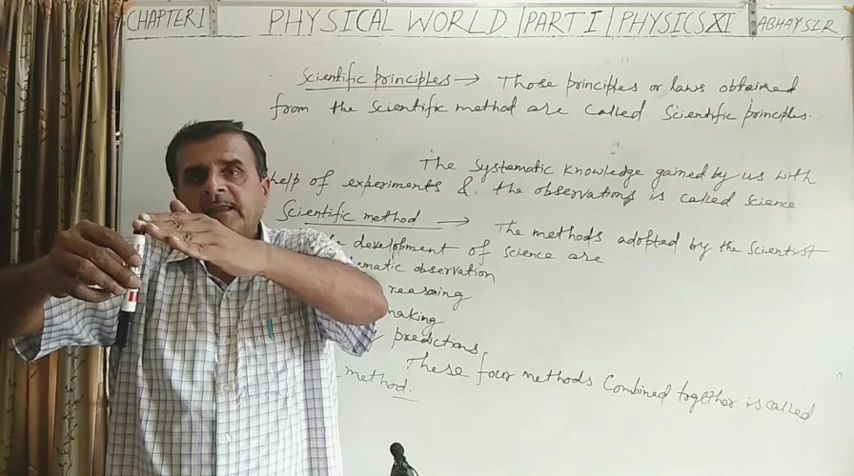 CHAPTER 1 PHYSICAL WORLD | PART I | PHYSICS XI ABHAY SIR
Scientific principles → Those principles or laws obtained
from the scientific method are called scientific principles.
The systematic knowledge gained by us with
help of experiments & the observations is called science.
Scientific method → The methods adopted by the scientist
development of science are
observation
reasoning
making
predictions
These four methods combined together is called
method.